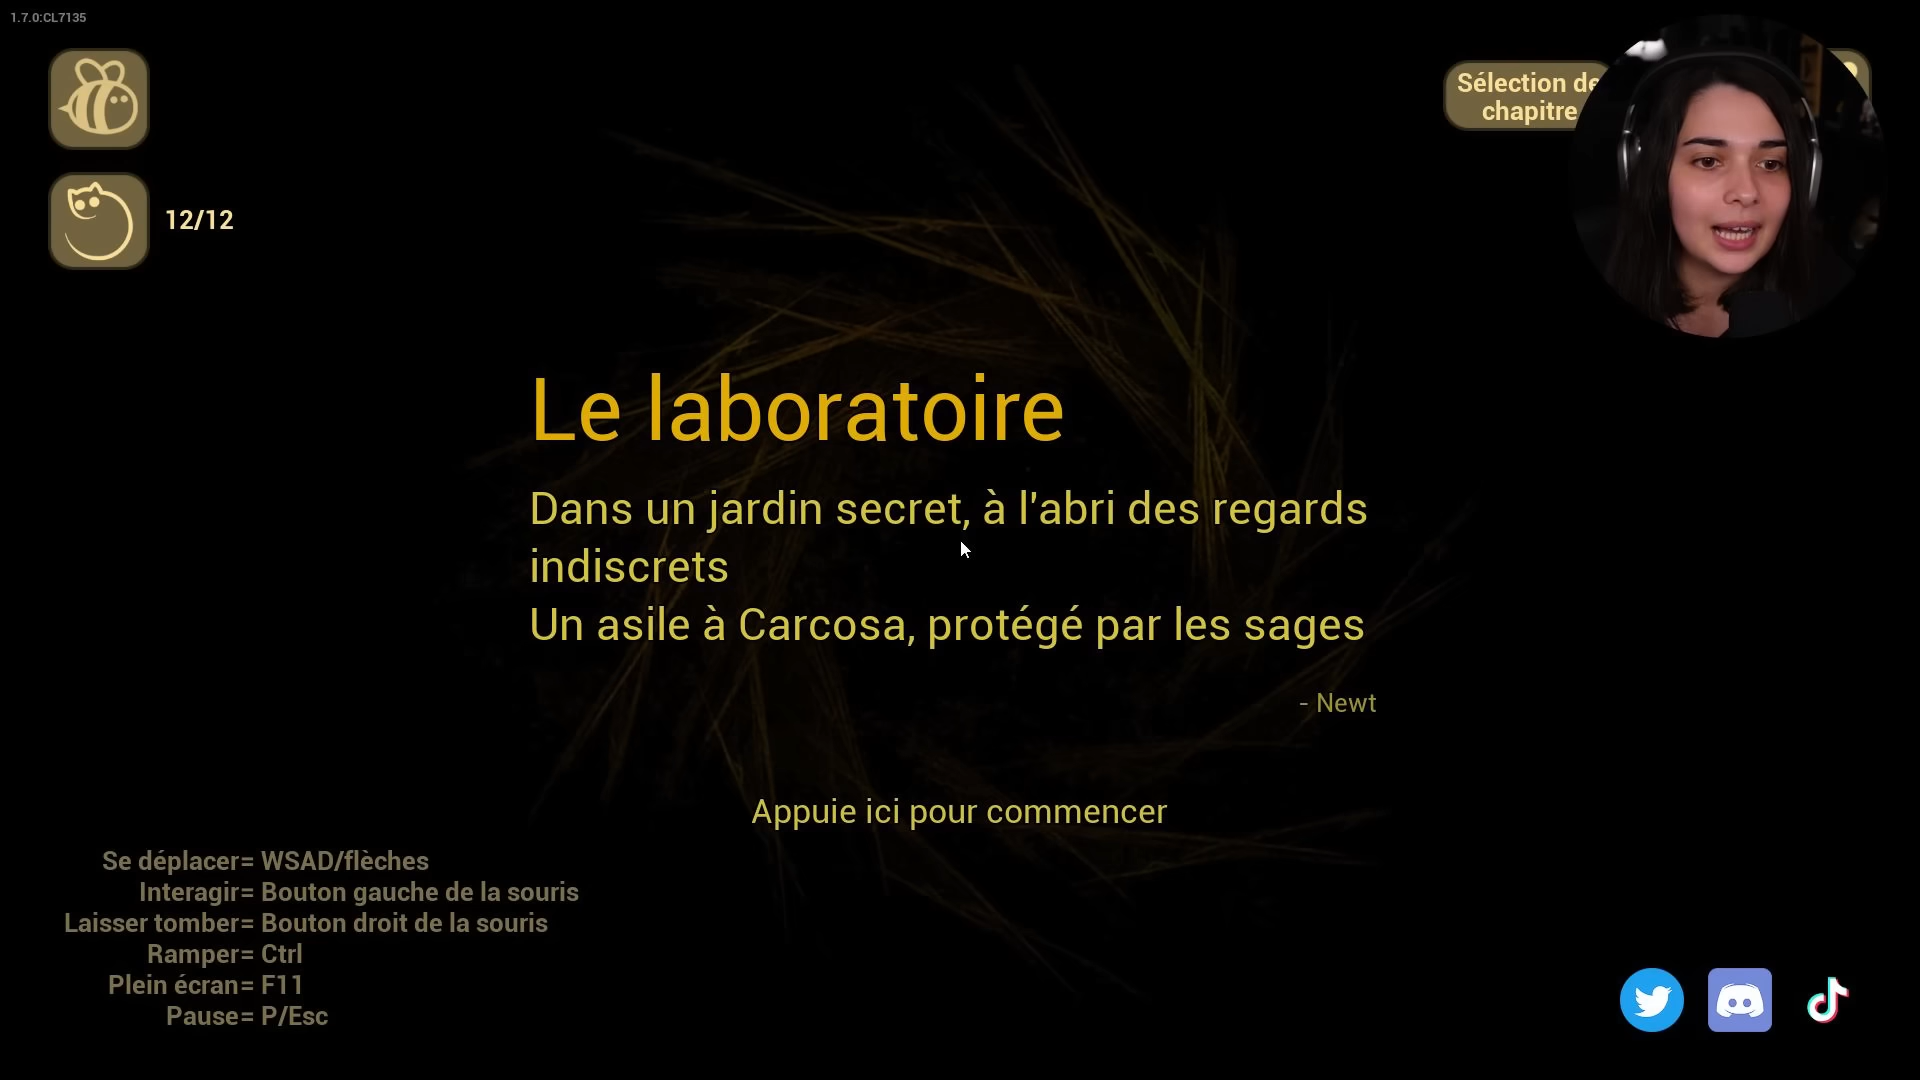 1.7.0:CL7135
12/12
Sélection de
chapitre
Le laboratoire
Dans un jardin secret, à l'abri des regards
indiscrets
Un asile à Carcosa, protégé par les sages
- Newt
Appuie ici pour commencer
Se déplacer= WSAD/flèches
Interagir= Bouton gauche de la souris
Laisser tomber= Bouton droit de la souris
Ramper= Ctrl
Plein écran= F11
Pause= P/Esc